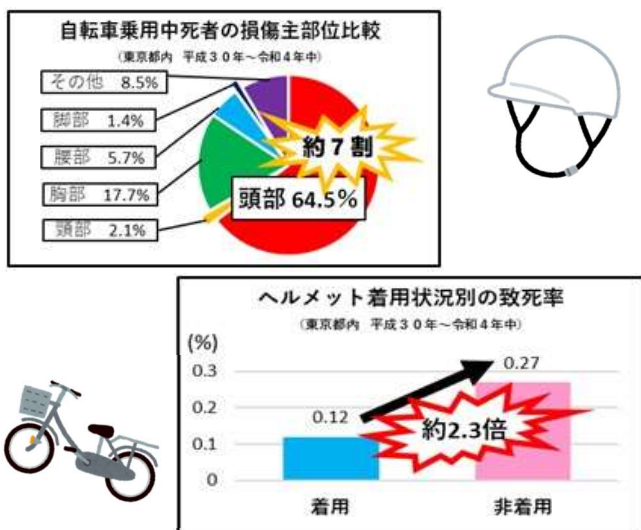 自転車乗用中死者の損傷主部位比較
（東京都内 平成３０年～令和４年中）
その他 8.5%
脚部 1.4%
腰部 5.7%
胸部 17.7%
頸部 2.1%
約７割
頭部 64.5%
ヘルメット着用状況別の致死率
（東京都内 平成３０年～令和４年中）
(%)
0.3
0.2
0.1
0
0.12
0.27
約2.3倍
着用
非着用